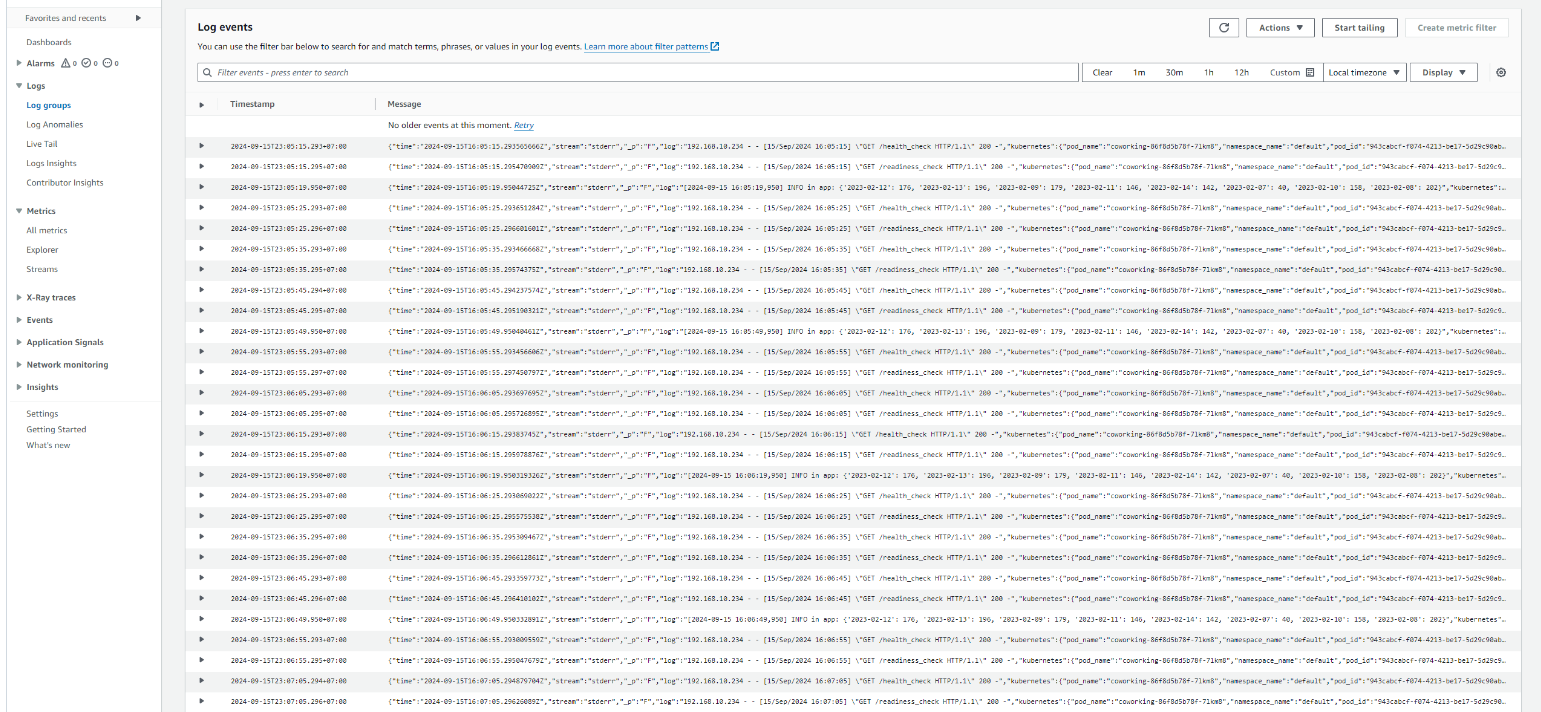 Favorites and recents
Dashboards
Alarms 0 0 0
Logs
Log groups
Log Anomalies
Live Tail
Logs Insights
Contributor Insights
Metrics
All metrics
Explorer
Streams
X-Ray traces
Events
Application Signals
Network monitoring
Insights
Settings
Getting Started
What's new
Log events
Actions
Start tailing
Create metric filter
You can use the filter bar below to search for and match terms, phrases, or values in your log events. Learn more about filter patterns
Filter events - press enter to search
Clear 1m 30m 1h 12h Custom Local timezone Display
Timestamp Message
No older events at this moment. Retry
2024-09-15T23:05:15.293+07:00 {"time":"2024-09-15T16:05:15.293565666Z","stream":"stderr","_p":"F","log":"192.168.10.234 - - [15/Sep/2024 16:05:15] \"GET /health_check HTTP/1.1\" 200 -","kubernetes":{"pod_name":"coworking-86f8d5b78f-7lkm8","namespace_name":"default","pod_id":"943cabcf-f074-4213-be17-5d29c90ab...
2024-09-15T23:05:15.295+07:00 {"time":"2024-09-15T16:05:15.295470909Z","stream":"stderr","_p":"F","log":"192.168.10.234 - - [15/Sep/2024 16:05:15] \"GET /readiness_check HTTP/1.1\" 200 -","kubernetes":{"pod_name":"coworking-86f8d5b78f-7lkm8","namespace_name":"default","pod_id":"943cabcf-f074-4213-be17-5d29c9...
2024-09-15T23:05:19.950+07:00 {"time":"2024-09-15T16:05:19.95044725Z","stream":"stderr","_p":"F","log":"[2024-09-15 16:05:19,950] INFO in app: {'2023-02-12': 176, '2023-02-13': 196, '2023-02-09': 179, '2023-02-11': 146, '2023-02-14': 142, '2023-02-07': 40, '2023-02-10': 158, '2023-02-08': 202}","kubernetes":...
2024-09-15T23:05:25.293+07:00 {"time":"2024-09-15T16:05:25.293651284Z","stream":"stderr","_p":"F","log":"192.168.10.234 - - [15/Sep/2024 16:05:25] \"GET /health_check HTTP/1.1\" 200 -","kubernetes":{"pod_name":"coworking-86f8d5b78f-7lkm8","namespace_name":"default","pod_id":"943cabcf-f074-4213-be17-5d29c90ab...
2024-09-15T23:05:25.296+07:00 {"time":"2024-09-15T16:05:25.296601601Z","stream":"stderr","_p":"F","log":"192.168.10.234 - - [15/Sep/2024 16:05:25] \"GET /readiness_check HTTP/1.1\" 200 -","kubernetes":{"pod_name":"coworking-86f8d5b78f-7lkm8","namespace_name":"default","pod_id":"943cabcf-f074-4213-be17-5d29c9...
2024-09-15T23:05:35.293+07:00 {"time":"2024-09-15T16:05:35.293466668Z","stream":"stderr","_p":"F","log":"192.168.10.234 - - [15/Sep/2024 16:05:35] \"GET /health_check HTTP/1.1\" 200 -","kubernetes":{"pod_name":"coworking-86f8d5b78f-7lkm8","namespace_name":"default","pod_id":"943cabcf-f074-4213-be17-5d29c90ab...
2024-09-15T23:05:35.295+07:00 {"time":"2024-09-15T16:05:35.29574375Z","stream":"stderr","_p":"F","log":"192.168.10.234 - - [15/Sep/2024 16:05:35] \"GET /readiness_check HTTP/1.1\" 200 -","kubernetes":{"pod_name":"coworking-86f8d5b78f-7lkm8","namespace_name":"default","pod_id":"943cabcf-f074-4213-be17-5d29c90...
2024-09-15T23:05:45.294+07:00 {"time":"2024-09-15T16:05:45.294237574Z","stream":"stderr","_p":"F","log":"192.168.10.234 - - [15/Sep/2024 16:05:45] \"GET /health_check HTTP/1.1\" 200 -","kubernetes":{"pod_name":"coworking-86f8d5b78f-7lkm8","namespace_name":"default","pod_id":"943cabcf-f074-4213-be17-5d29c90ab...
2024-09-15T23:05:45.295+07:00 {"time":"2024-09-15T16:05:45.295190321Z","stream":"stderr","_p":"F","log":"192.168.10.234 - - [15/Sep/2024 16:05:45] \"GET /readiness_check HTTP/1.1\" 200 -","kubernetes":{"pod_name":"coworking-86f8d5b78f-7lkm8","namespace_name":"default","pod_id":"943cabcf-f074-4213-be17-5d29c9...
2024-09-15T23:05:49.950+07:00 {"time":"2024-09-15T16:05:49.95040461Z","stream":"stderr","_p":"F","log":"[2024-09-15 16:05:49,950] INFO in app: {'2023-02-12': 176, '2023-02-13': 196, '2023-02-09': 179, '2023-02-11': 146, '2023-02-14': 142, '2023-02-07': 40, '2023-02-10': 158, '2023-02-08': 202}","kubernetes":...
2024-09-15T23:05:55.293+07:00 {"time":"2024-09-15T16:05:55.293456606Z","stream":"stderr","_p":"F","log":"192.168.10.234 - - [15/Sep/2024 16:05:55] \"GET /health_check HTTP/1.1\" 200 -","kubernetes":{"pod_name":"coworking-86f8d5b78f-7lkm8","namespace_name":"default","pod_id":"943cabcf-f074-4213-be17-5d29c90ab...
2024-09-15T23:05:55.297+07:00 {"time":"2024-09-15T16:05:55.297450797Z","stream":"stderr","_p":"F","log":"192.168.10.234 - - [15/Sep/2024 16:05:55] \"GET /readiness_check HTTP/1.1\" 200 -","kubernetes":{"pod_name":"coworking-86f8d5b78f-7lkm8","namespace_name":"default","pod_id":"943cabcf-f074-4213-be17-5d29c9...
2024-09-15T23:06:05.293+07:00 {"time":"2024-09-15T16:06:05.293697695Z","stream":"stderr","_p":"F","log":"192.168.10.234 - - [15/Sep/2024 16:06:05] \"GET /health_check HTTP/1.1\" 200 -","kubernetes":{"pod_name":"coworking-86f8d5b78f-7lkm8","namespace_name":"default","pod_id":"943cabcf-f074-4213-be17-5d29c90ab...
2024-09-15T23:06:05.295+07:00 {"time":"2024-09-15T16:06:05.295726895Z","stream":"stderr","_p":"F","log":"192.168.10.234 - - [15/Sep/2024 16:06:05] \"GET /readiness_check HTTP/1.1\" 200 -","kubernetes":{"pod_name":"coworking-86f8d5b78f-7lkm8","namespace_name":"default","pod_id":"943cabcf-f074-4213-be17-5d29c9...
2024-09-15T23:06:15.293+07:00 {"time":"2024-09-15T16:06:15.29383745Z","stream":"stderr","_p":"F","log":"192.168.10.234 - - [15/Sep/2024 16:06:15] \"GET /health_check HTTP/1.1\" 200 -","kubernetes":{"pod_name":"coworking-86f8d5b78f-7lkm8","namespace_name":"default","pod_id":"943cabcf-f074-4213-be17-5d29c90abe...
2024-09-15T23:06:15.295+07:00 {"time":"2024-09-15T16:06:15.295978876Z","stream":"stderr","_p":"F","log":"192.168.10.234 - - [15/Sep/2024 16:06:15] \"GET /readiness_check HTTP/1.1\" 200 -","kubernetes":{"pod_name":"coworking-86f8d5b78f-7lkm8","namespace_name":"default","pod_id":"943cabcf-f074-4213-be17-5d29c9...
2024-09-15T23:06:19.950+07:00 {"time":"2024-09-15T16:06:19.950319326Z","stream":"stderr","_p":"F","log":"[2024-09-15 16:06:19,950] INFO in app: {'2023-02-12': 176, '2023-02-13': 196, '2023-02-09': 179, '2023-02-11': 146, '2023-02-14': 142, '2023-02-07': 40, '2023-02-10': 158, '2023-02-08': 202}","kubernetes"...
2024-09-15T23:06:25.293+07:00 {"time":"2024-09-15T16:06:25.293069022Z","stream":"stderr","_p":"F","log":"192.168.10.234 - - [15/Sep/2024 16:06:25] \"GET /health_check HTTP/1.1\" 200 -","kubernetes":{"pod_name":"coworking-86f8d5b78f-7lkm8","namespace_name":"default","pod_id":"943cabcf-f074-4213-be17-5d29c90ab...
2024-09-15T23:06:25.295+07:00 {"time":"2024-09-15T16:06:25.295575538Z","stream":"stderr","_p":"F","log":"192.168.10.234 - - [15/Sep/2024 16:06:25] \"GET /readiness_check HTTP/1.1\" 200 -","kubernetes":{"pod_name":"coworking-86f8d5b78f-7lkm8","namespace_name":"default","pod_id":"943cabcf-f074-4213-be17-5d29c9...
2024-09-15T23:06:35.295+07:00 {"time":"2024-09-15T16:06:35.295309467Z","stream":"stderr","_p":"F","log":"192.168.10.234 - - [15/Sep/2024 16:06:35] \"GET /health_check HTTP/1.1\" 200 -","kubernetes":{"pod_name":"coworking-86f8d5b78f-7lkm8","namespace_name":"default","pod_id":"943cabcf-f074-4213-be17-5d29c90ab...
2024-09-15T23:06:35.296+07:00 {"time":"2024-09-15T16:06:35.296612861Z","stream":"stderr","_p":"F","log":"192.168.10.234 - - [15/Sep/2024 16:06:35] \"GET /readiness_check HTTP/1.1\" 200 -","kubernetes":{"pod_name":"coworking-86f8d5b78f-7lkm8","namespace_name":"default","pod_id":"943cabcf-f074-4213-be17-5d29c9...
2024-09-15T23:06:45.293+07:00 {"time":"2024-09-15T16:06:45.293359773Z","stream":"stderr","_p":"F","log":"192.168.10.234 - - [15/Sep/2024 16:06:45] \"GET /health_check HTTP/1.1\" 200 -","kubernetes":{"pod_name":"coworking-86f8d5b78f-7lkm8","namespace_name":"default","pod_id":"943cabcf-f074-4213-be17-5d29c90ab...
2024-09-15T23:06:45.296+07:00 {"time":"2024-09-15T16:06:45.296410102Z","stream":"stderr","_p":"F","log":"192.168.10.234 - - [15/Sep/2024 16:06:45] \"GET /readiness_check HTTP/1.1\" 200 -","kubernetes":{"pod_name":"coworking-86f8d5b78f-7lkm8","namespace_name":"default","pod_id":"943cabcf-f074-4213-be17-5d29c9...
2024-09-15T23:06:49.950+07:00 {"time":"2024-09-15T16:06:49.950332891Z","stream":"stderr","_p":"F","log":"[2024-09-15 16:06:49,950] INFO in app: {'2023-02-12': 176, '2023-02-13': 196, '2023-02-09': 179, '2023-02-11': 146, '2023-02-14': 142, '2023-02-07': 40, '2023-02-10': 158, '2023-02-08': 202}","kubernetes"...
2024-09-15T23:06:55.293+07:00 {"time":"2024-09-15T16:06:55.293009559Z","stream":"stderr","_p":"F","log":"192.168.10.234 - - [15/Sep/2024 16:06:55] \"GET /health_check HTTP/1.1\" 200 -","kubernetes":{"pod_name":"coworking-86f8d5b78f-7lkm8","namespace_name":"default","pod_id":"943cabcf-f074-4213-be17-5d29c90ab...
2024-09-15T23:06:55.295+07:00 {"time":"2024-09-15T16:06:55.295047679Z","stream":"stderr","_p":"F","log":"192.168.10.234 - - [15/Sep/2024 16:06:55] \"GET /readiness_check HTTP/1.1\" 200 -","kubernetes":{"pod_name":"coworking-86f8d5b78f-7lkm8","namespace_name":"default","pod_id":"943cabcf-f074-4213-be17-5d29c9...
2024-09-15T23:07:05.294+07:00 {"time":"2024-09-15T16:07:05.294879704Z","stream":"stderr","_p":"F","log":"192.168.10.234 - - [15/Sep/2024 16:07:05] \"GET /health_check HTTP/1.1\" 200 -","kubernetes":{"pod_name":"coworking-86f8d5b78f-7lkm8","namespace_name":"default","pod_id":"943cabcf-f074-4213-be17-5d29c90ab...
2024-09-15T23:07:05.296+07:00 {"time":"2024-09-15T16:07:05.29626089Z","stream":"stderr","_p":"F","log":"192.168.10.234 - - [15/Sep/2024 16:07:05] \"GET /readiness_check HTTP/1.1\" 200 -","kubernetes":{"pod_name":"coworking-86f8d5b78f-7lkm8","namespace_name":"default","pod_id":"943cabcf-f074-4213-be17-5d29c90...